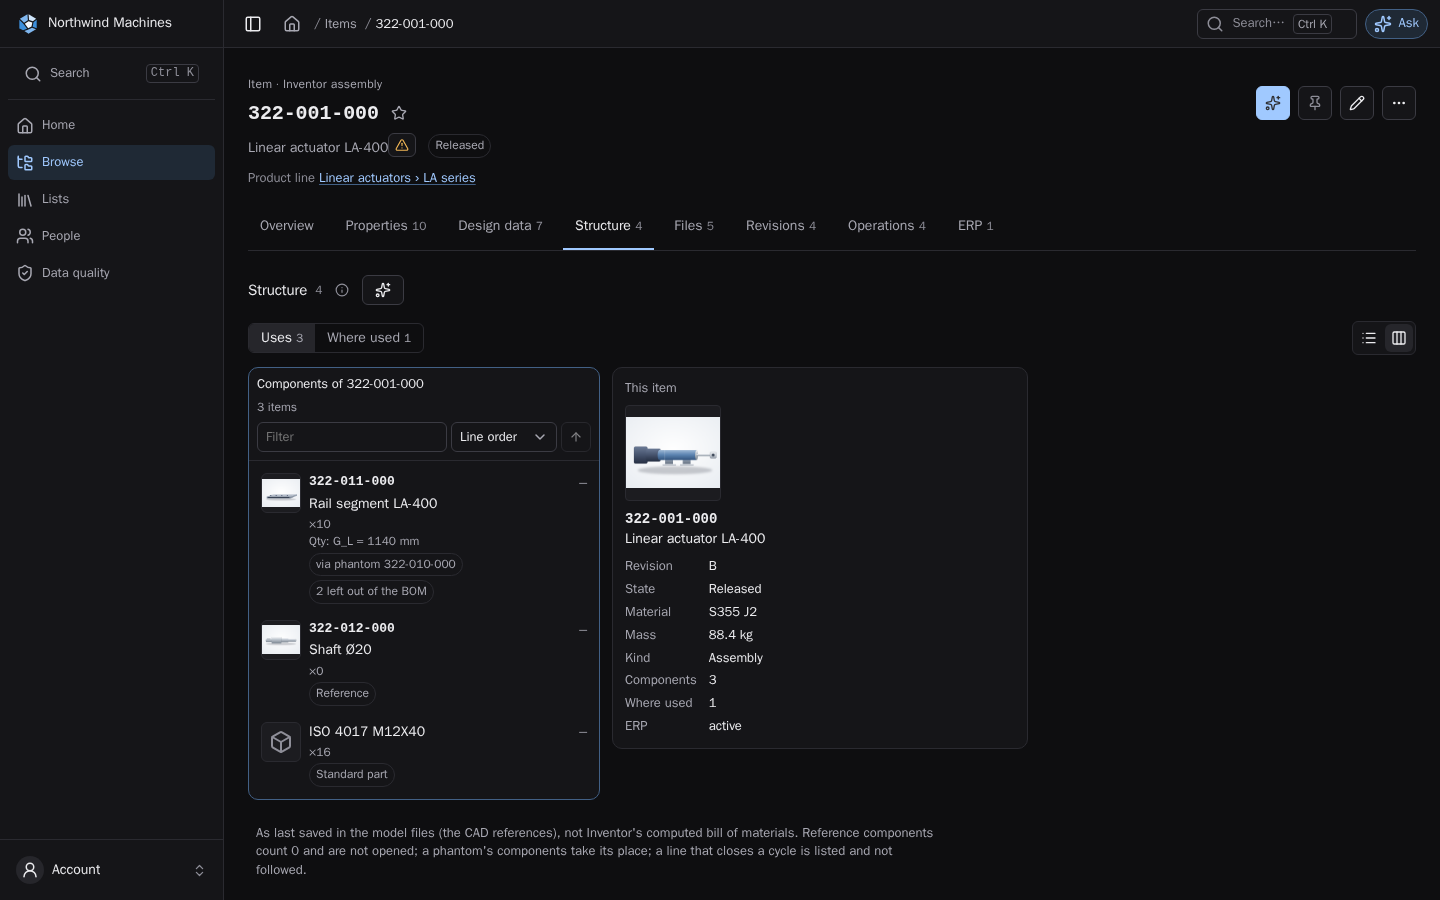 Northwind Machines
/ Items / 322-001-000
Search… Ctrl K
Ask
Search Ctrl K
Home
Browse
Lists
People
Data quality
Account
Item · Inventor assembly
322-001-000
Linear actuator LA-400
Released
Product line Linear actuators › LA series
Overview
Properties 10
Design data 7
Structure 4
Files 5
Revisions 4
Operations 4
ERP 1
Structure 4
Uses 3
Where used 1
Components of 322-001-000
3 items
Filter
Line order
322-011-000
–
Rail segment LA-400
×10
Qty: G_L = 1140 mm
via phantom 322-010-000
2 left out of the BOM
322-012-000
–
Shaft Ø20
×0
Reference
ISO 4017 M12X40
–
×16
Standard part
This item
322-001-000
Linear actuator LA-400
Revision B
State Released
Material S355 J2
Mass 88.4 kg
Kind Assembly
Components 3
Where used 1
ERP active
As last saved in the model files (the CAD references), not Inventor's computed bill of materials. Reference components
count 0 and are not opened; a phantom's components take its place; a line that closes a cycle is listed and not
followed.